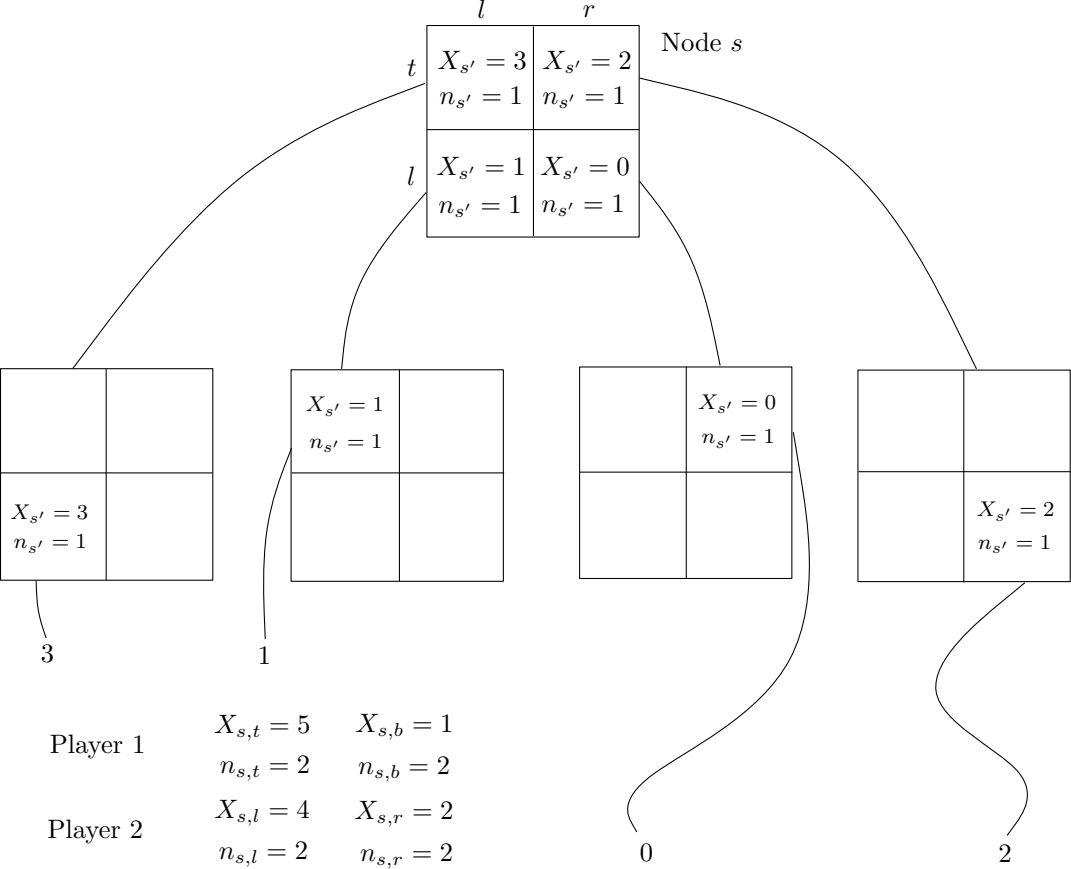 l r
Node s
t
X_{s'} = 3 X_{s'} = 2
n_{s'} = 1 n_{s'} = 1
l
X_{s'} = 1 X_{s'} = 0
n_{s'} = 1 n_{s'} = 1
X_{s'} = 3
n_{s'} = 1
X_{s'} = 1
n_{s'} = 1
X_{s'} = 0
n_{s'} = 1
X_{s'} = 2
n_{s'} = 1
3
1
Player 1
X_{s,t} = 5 X_{s,b} = 1
n_{s,t} = 2 n_{s,b} = 2
Player 2
X_{s,l} = 4 X_{s,r} = 2
n_{s,l} = 2 n_{s,r} = 2
0
2